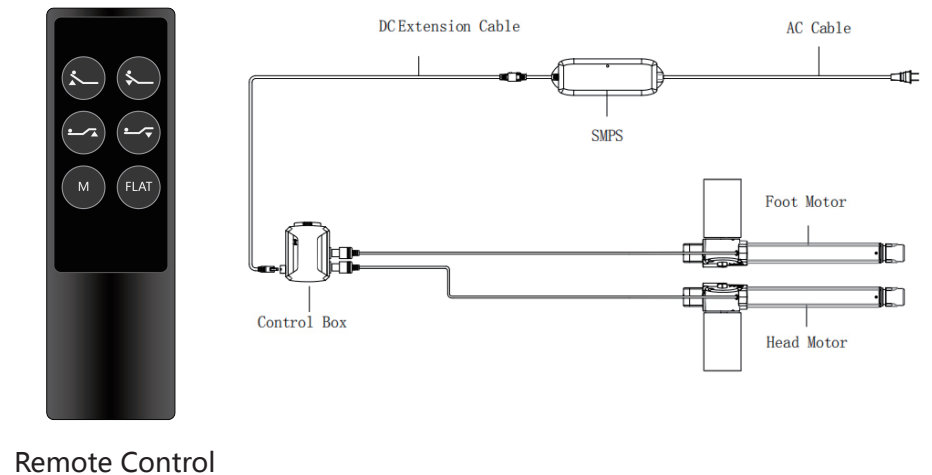 M
FLAT
Remote Control
DC Extension Cable
AC Cable
SMPS
Foot Motor
Control Box
Head Motor